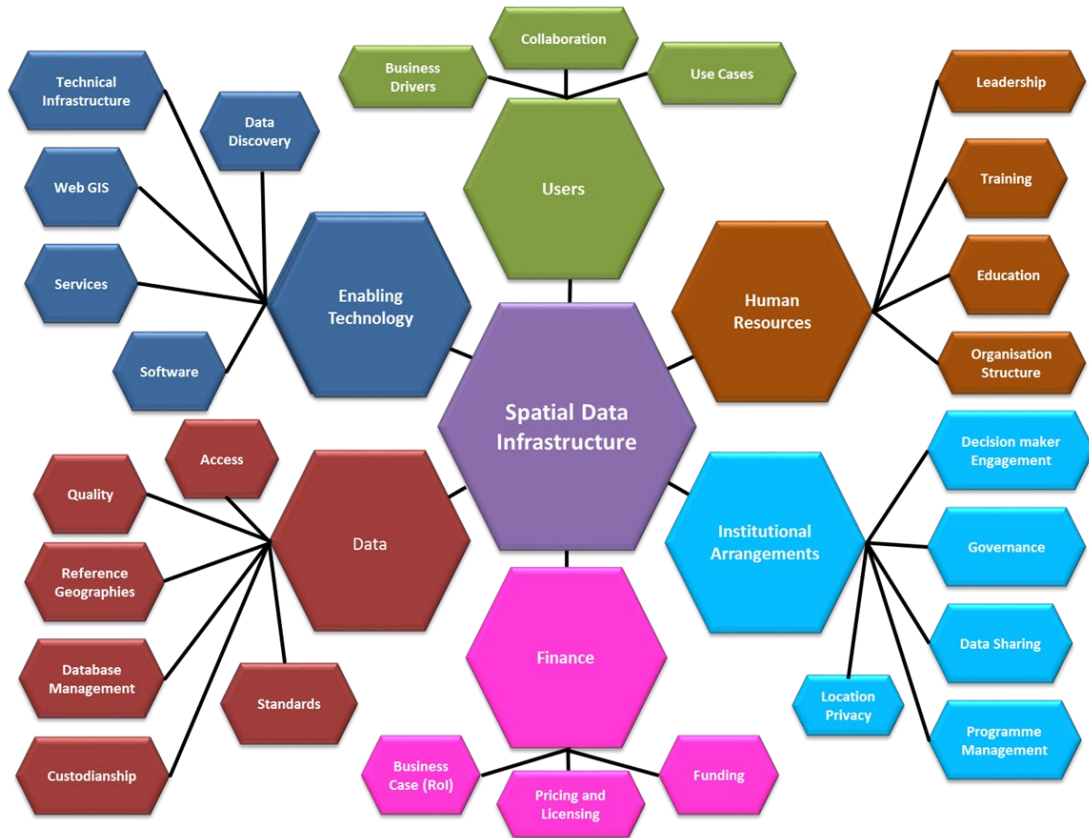 Collaboration
Business
Drivers
Use Cases
Users
Technical
Infrastructure
Data
Discovery
Web GIS
Services
Software
Enabling
Technology
Leadership
Training
Education
Organisation
Structure
Human
Resources
Spatial Data
Infrastructure
Access
Quality
Reference
Geographies
Database
Management
Custodianship
Standards
Data
Decision maker
Engagement
Governance
Data Sharing
Location
Privacy
Programme
Management
Institutional
Arrangements
Finance
Business
Case (RoI)
Pricing and
Licensing
Funding